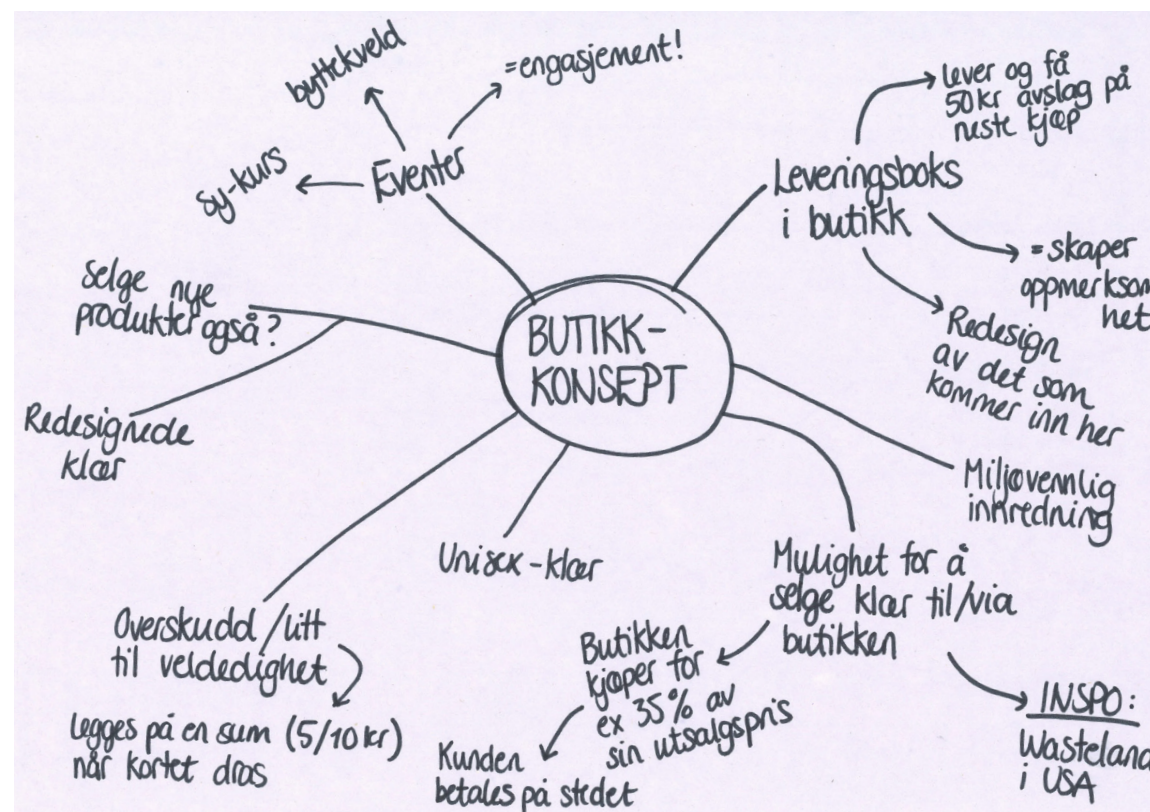 BUTIKK-
KONSEPT
Eventer
byttekveld
=engasjement!
Sy-kurs
Leveringsboks
i butikk
Lever og få
50kr avslag på
neste kjøp
=skaper
oppmerksom
het
Redesign
av det som
kommer inn her
Miljøvennlig
innredning
Mulighet for å
selge klær til/via
butikken
INSPO:
Wasteland
i USA
Butikken
kjøper for
ex 35% av
sin utsalgspris
Kunden
betales på stedet
Unisex-klær
Overskudd/litt
til veldedighet
Legges på en sum (5/10kr)
når kortet dras
Selge nye
produkter også?
Redesignede
klær